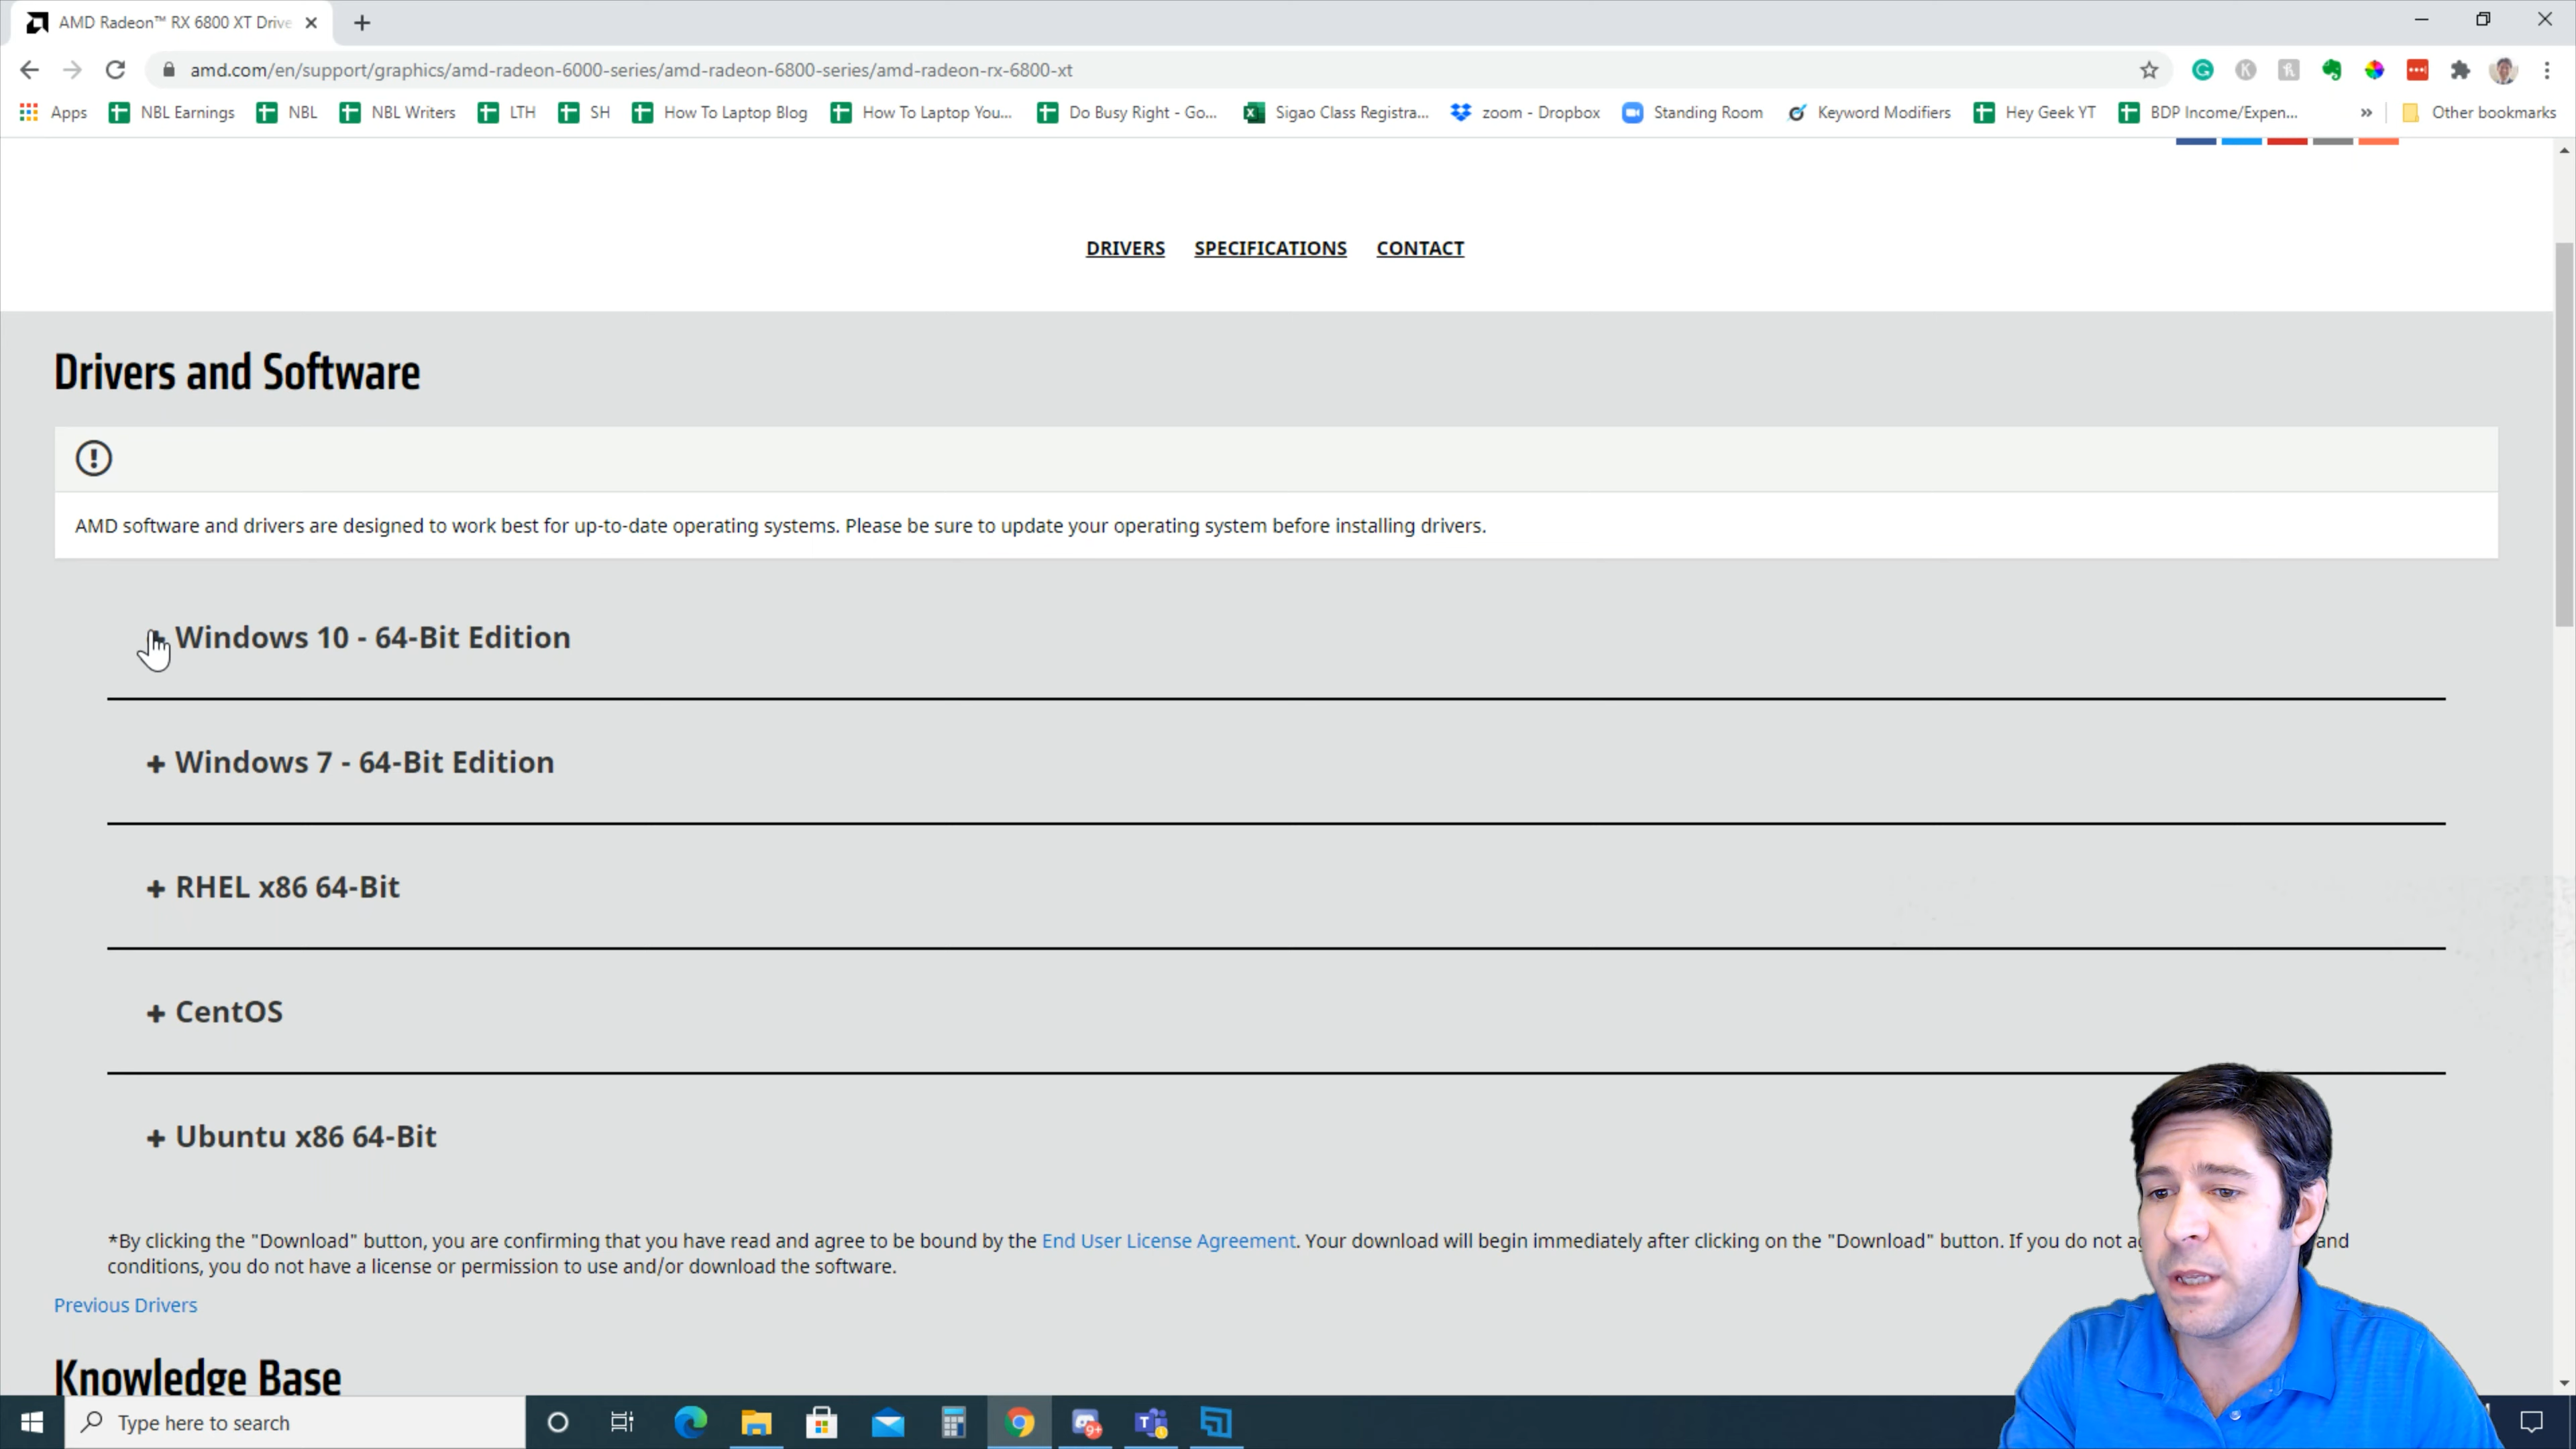 AMD Radeon™ RX 6800 XT Drive
amd.com/en/support/graphics/amd-radeon-6000-series/amd-radeon-6800-series/amd-radeon-rx-6800-xt
Apps NBL Earnings NBL NBL Writers LTH SH How To Laptop Blog How To Laptop You... Do Busy Right - Go... Sigao Class Registra... zoom - Dropbox Standing Room Keyword Modifiers Hey Geek YT BDP Income/Expen... » Other bookmarks
DRIVERS SPECIFICATIONS CONTACT
Drivers and Software
AMD software and drivers are designed to work best for up-to-date operating systems. Please be sure to update your operating system before installing drivers.
Windows 10 - 64-Bit Edition
+ Windows 7 - 64-Bit Edition
+ RHEL x86 64-Bit
+ CentOS
+ Ubuntu x86 64-Bit
*By clicking the "Download" button, you are confirming that you have read and agree to be bound by the End User License Agreement. Your download will begin immediately after clicking on the "Download" button. If you do not and
conditions, you do not have a license or permission to use and/or download the software.
Previous Drivers
Knowledge Base
Type here to search